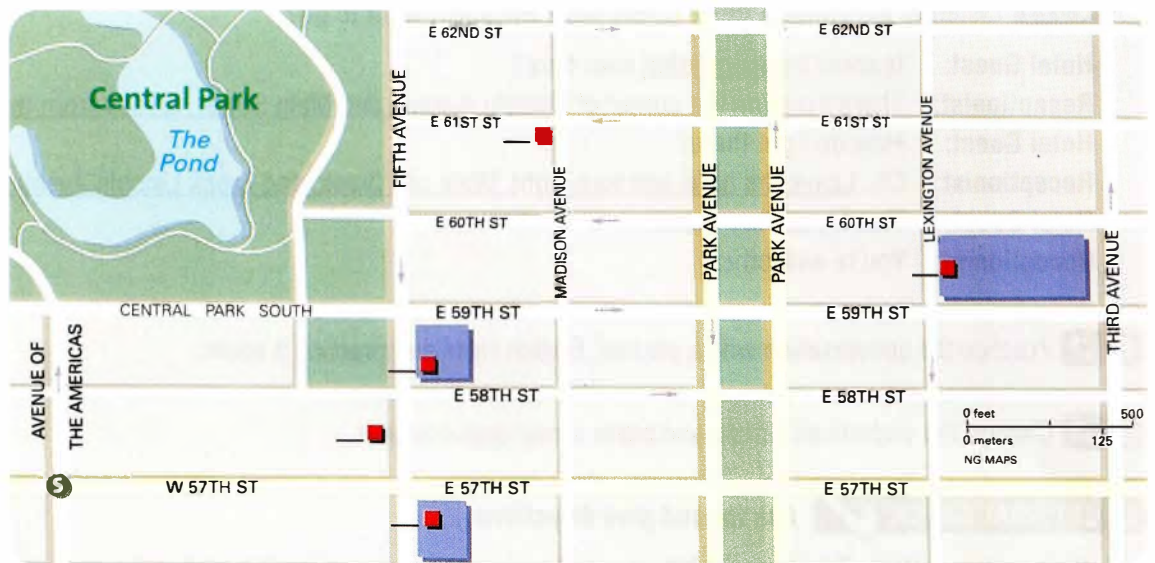 E 62ND ST
E 62ND ST
Central Park
The
Pond
FIFTH AVENUE
E 61ST ST
E 61ST ST
MADISON AVENUE
PARK AVENUE
PARK AVENUE
LEXINGTON AVENUE
E 60TH ST
E 60TH ST
THIRD AVENUE
CENTRAL PARK SOUTH
E 59TH ST
E 59TH ST
AVENUE OF
THE AMERICAS
E 58TH ST
E 58TH ST
0 feet 500
0 meters 125
NG MAPS
S
W 57TH ST
E 57TH ST
E 57TH ST